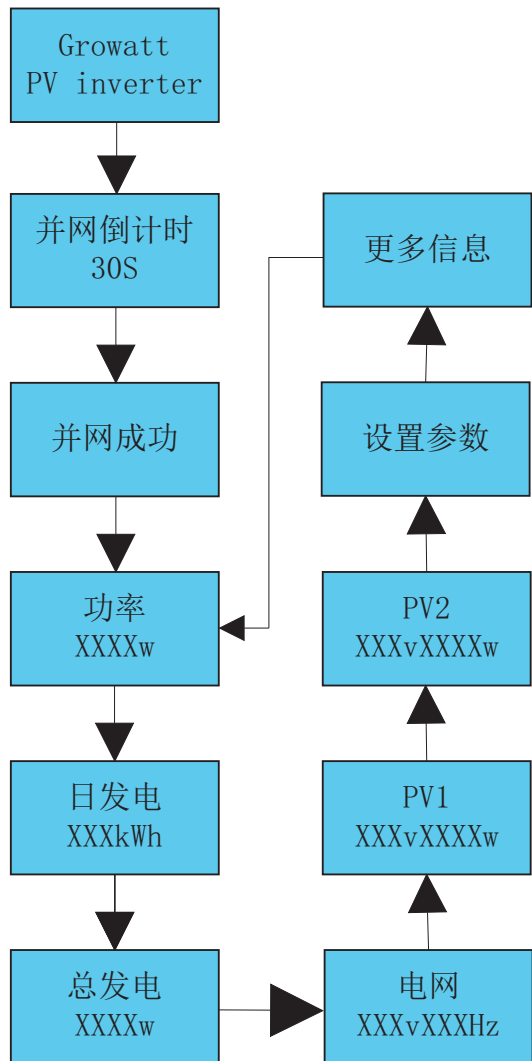 Growatt
PV inverter
并网倒计时
30S
并网成功
功率
XXXXw
日发电
XXXkWh
总发电
XXXXw
电网
XXXvXXXHz
PV1
XXXvXXXXw
PV2
XXXvXXXXw
设置参数
更多信息